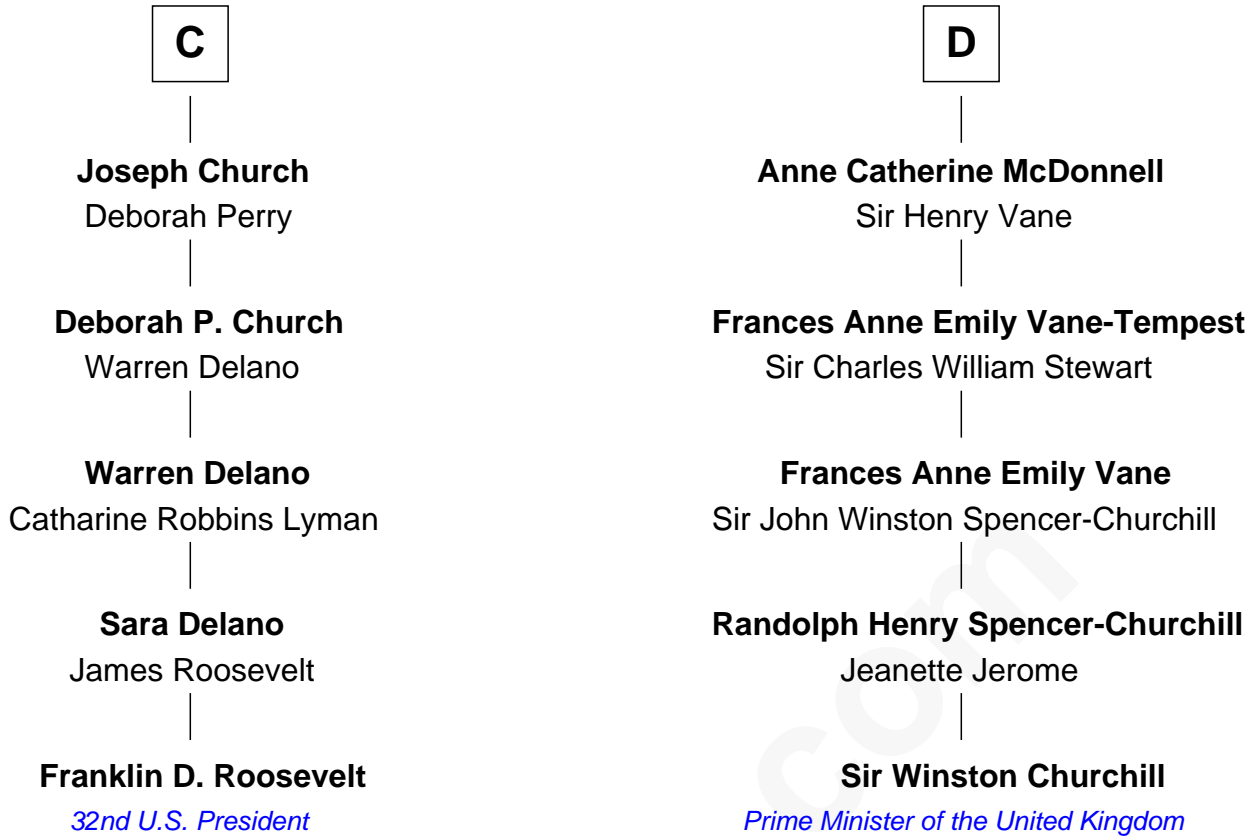 C
Joseph Church
Deborah Perry
Deborah P. Church
Warren Delano
Warren Delano
Catharine Robbins Lyman
Sara Delano
James Roosevelt
Franklin D. Roosevelt
32nd U.S. President
D
Anne Catherine McDonnell
Sir Henry Vane
Frances Anne Emily Vane-Tempest
Sir Charles William Stewart
Frances Anne Emily Vane
Sir John Winston Spencer-Churchill
Randolph Henry Spencer-Churchill
Jeanette Jerome
Sir Winston Churchill
Prime Minister of the United Kingdom
com